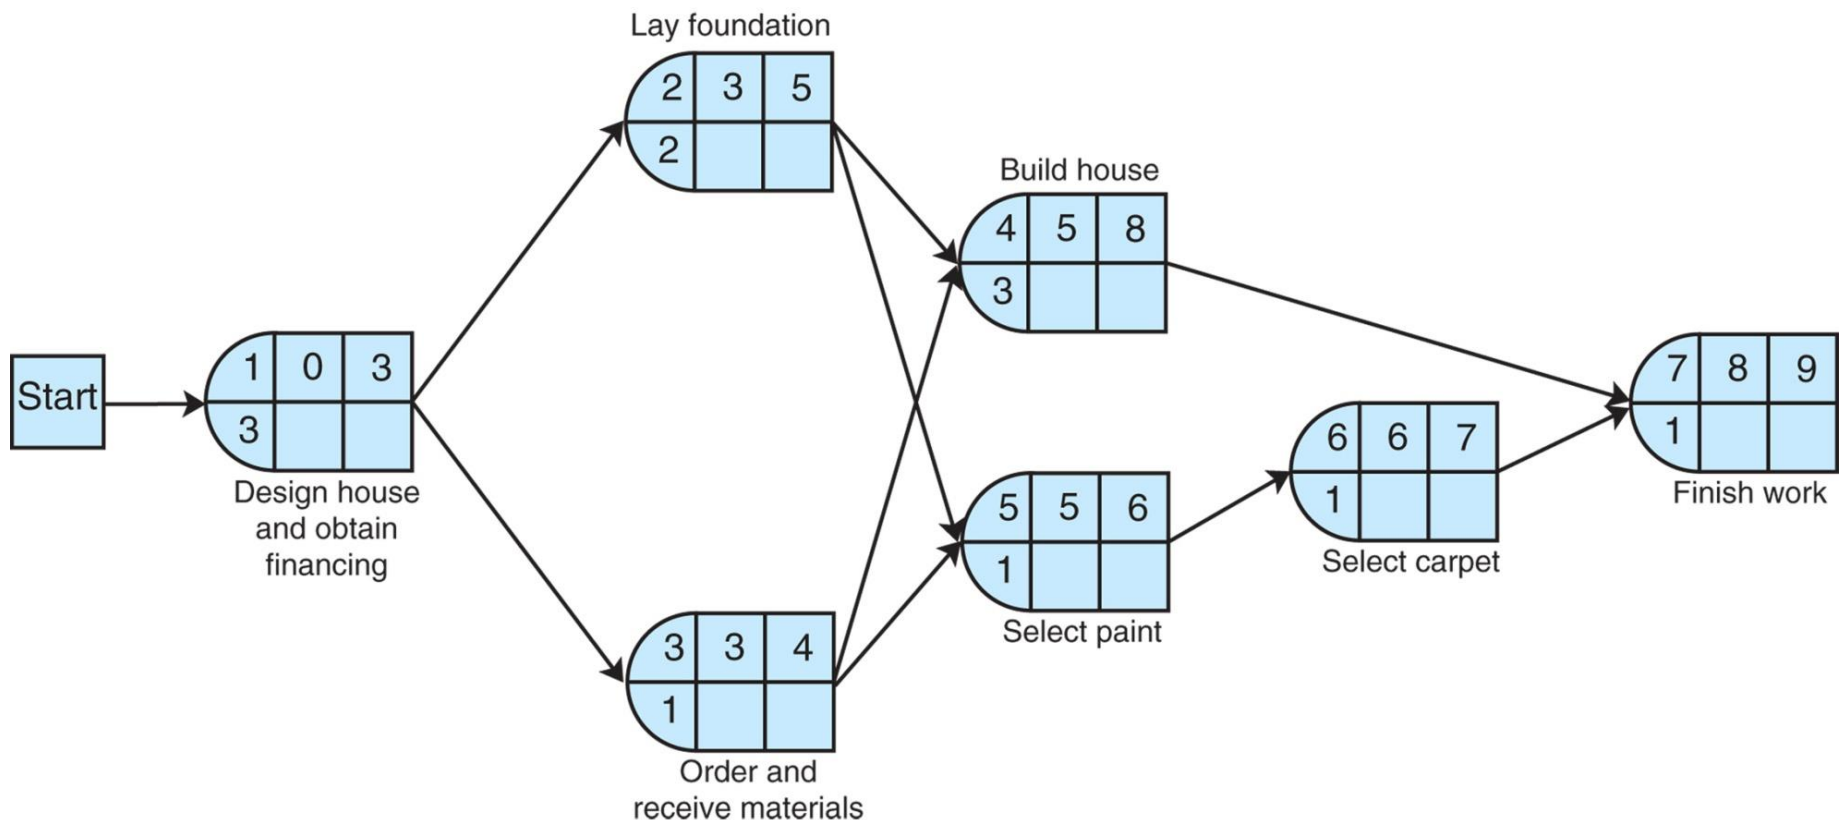 Lay foundation
2 3 5
2
Build house
4 5 8
3
Start
1 0 3
3
Design house
and obtain
financing
7 8 9
1
Finish work
6 6 7
1
Select carpet
5 5 6
1
Select paint
3 3 4
1
Order and
receive materials